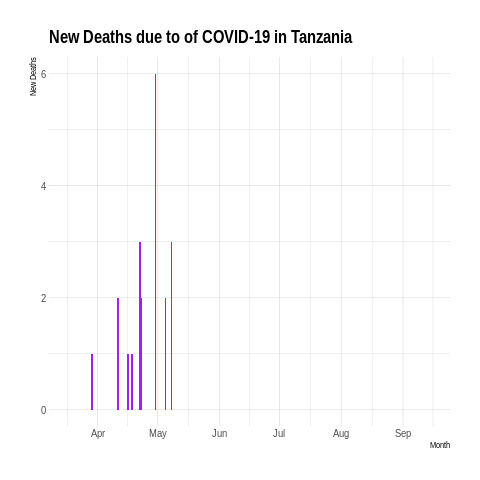 New Deaths due to of COVID-19 in Tanzania
New Deaths
6
4
2
0
Apr May Jun Jul Aug Sep
Month